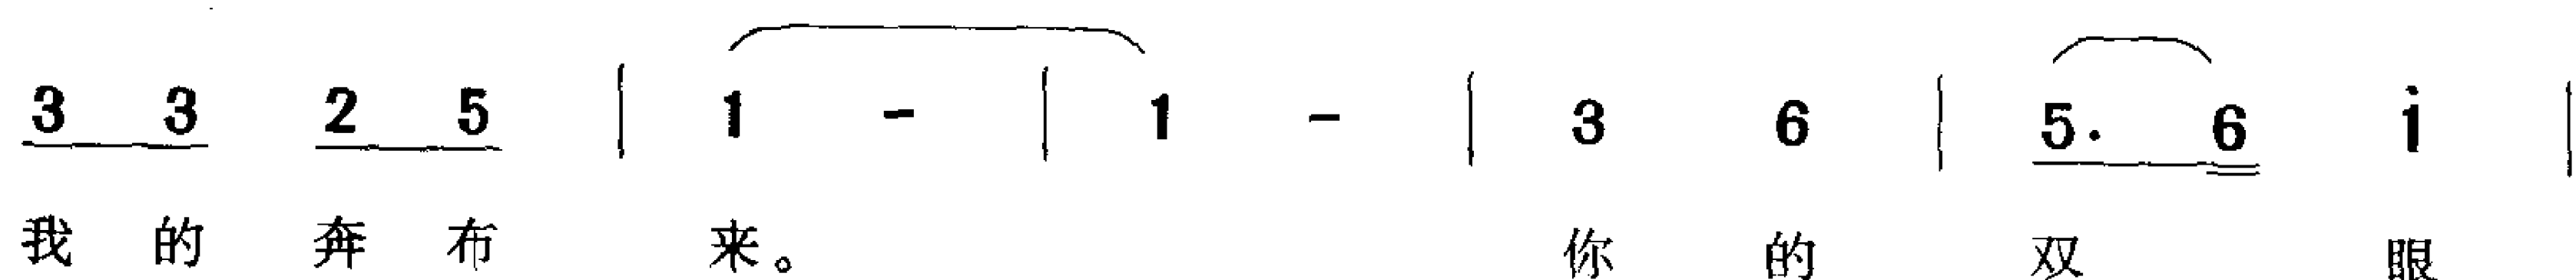 3 3 2 5 | 1 - | 1 - | 3 6 | 5. 6 i |
我 的 奔 布 来。 你 的 双 眼